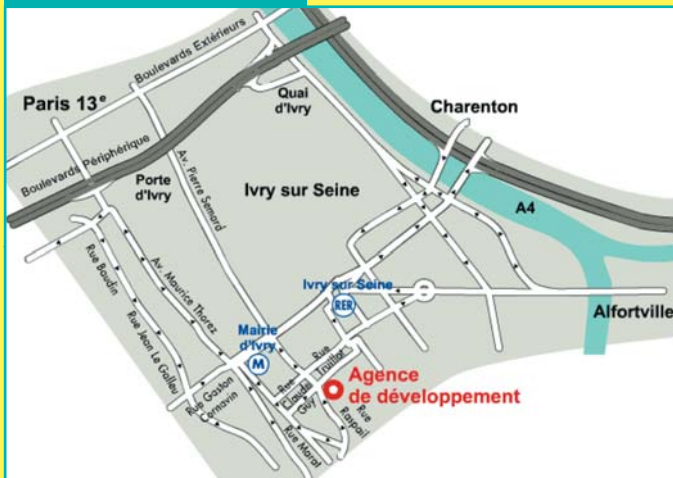 Boulevards Extérieurs
Paris 13e
Quai
d'Ivry
Charenton
Boulevards Périphérique
Porte
d'Ivry
Av. Pierre Semard
Ivry sur Seine
A4
Rue Baudin
Av. Maurice Thorez
Ivry sur Seine
RER
Alfortville
Rue Jean Le Galleu
Mairie
d'Ivry
M
Rue Truillot
Rue Claude Guy
Agence
de développement
Rue Gaston
Cornavin
Rue Raspail
Rue Marat